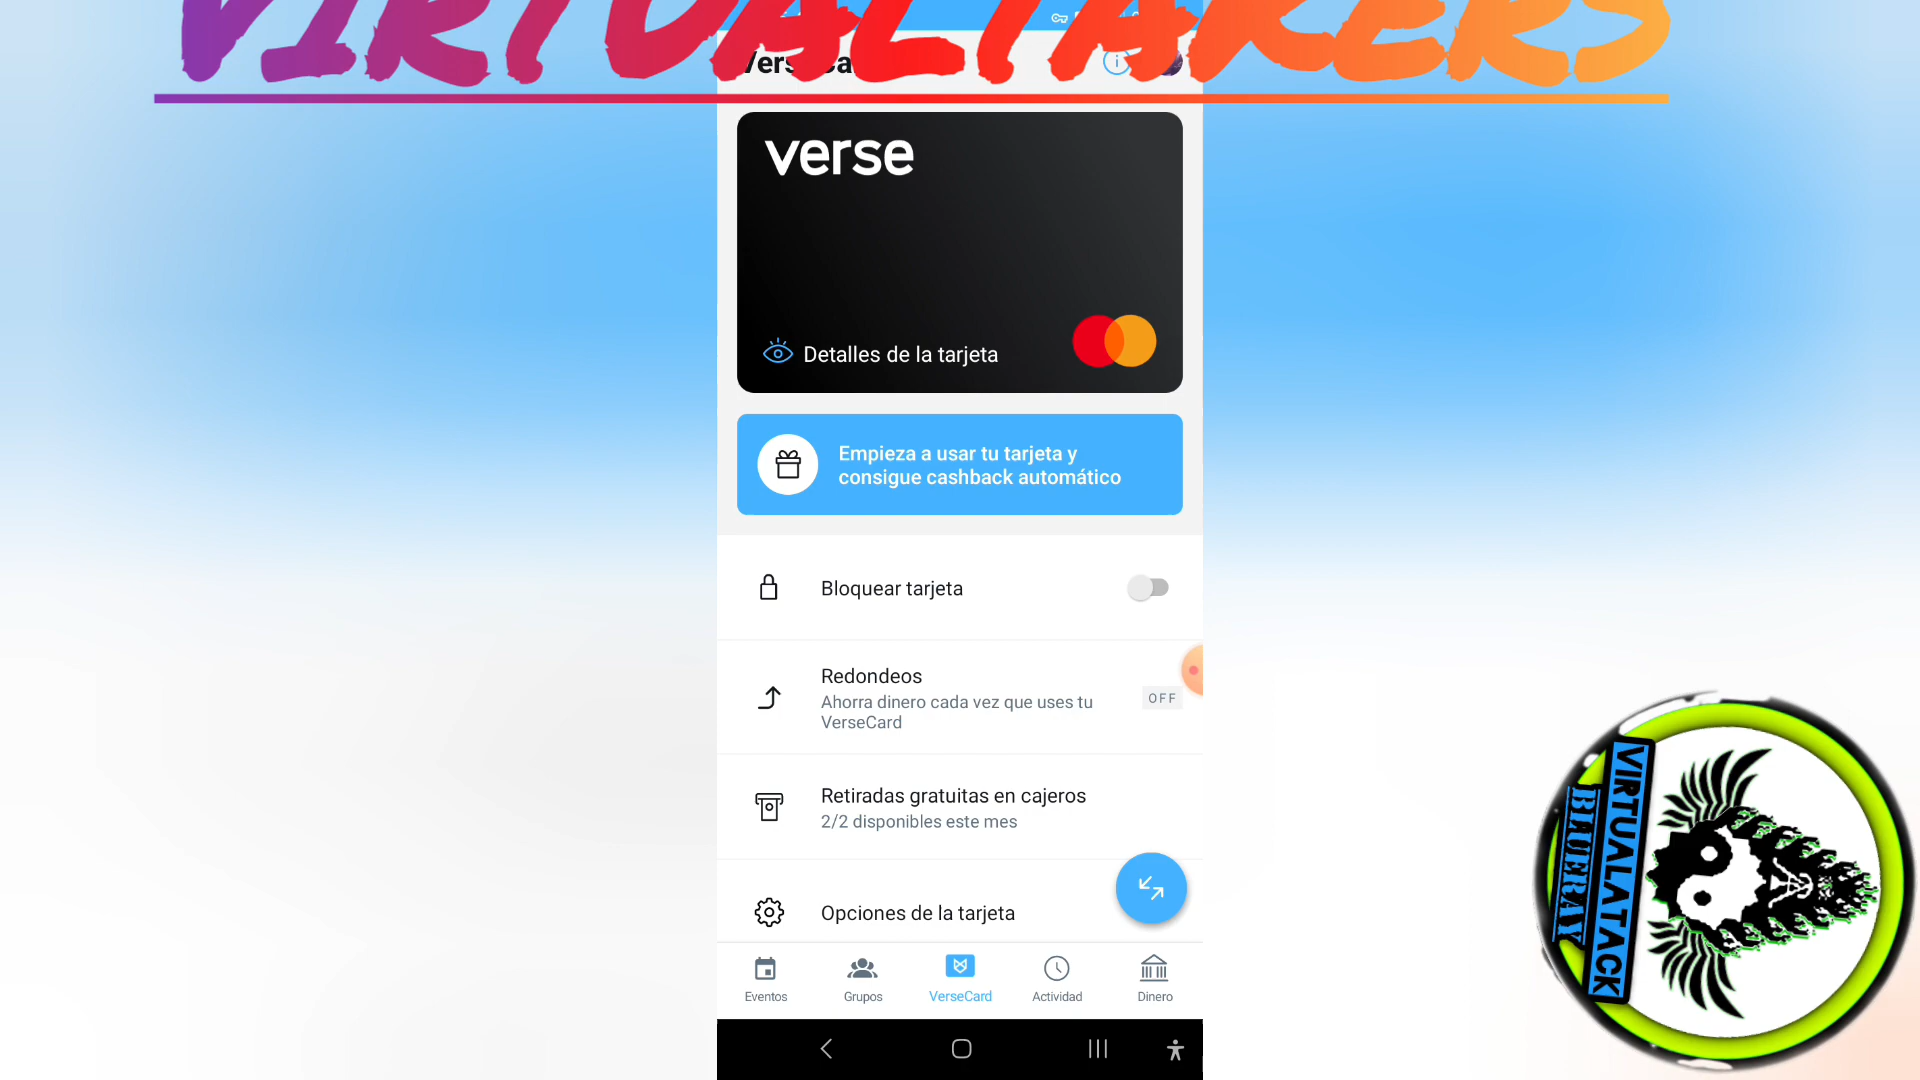 VIRTUALTAKERS
VerseCard
verse
Detalles de la tarjeta
Empieza a usar tu tarjeta y
consigue cashback automático
Bloquear tarjeta
Redondeos
Ahorra dinero cada vez que uses tu
VerseCard
OFF
Retiradas gratuitas en cajeros
2/2 disponibles este mes
Opciones de la tarjeta
Eventos
Grupos
VerseCard
Actividad
Dinero
VIRTUALATACK
BLUERAY